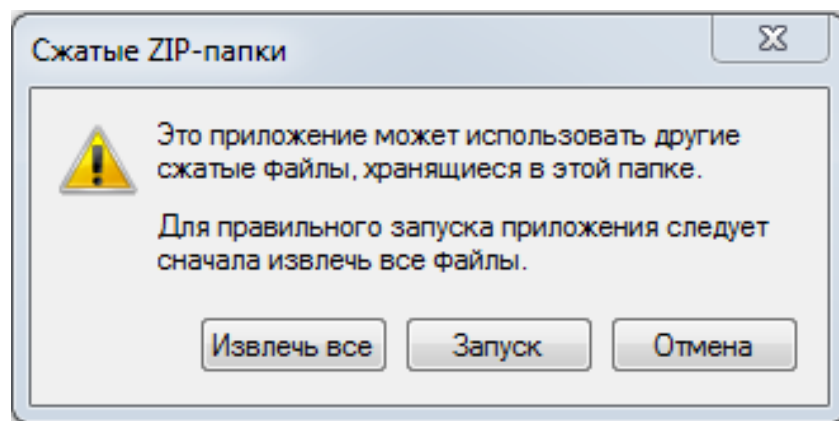 Сжатые ZIP-папки
Это приложение может использовать другие
сжатые файлы, хранящиеся в этой папке.
Для правильного запуска приложения следует
сначала извлечь все файлы.
Извлечь все Запуск Отмена